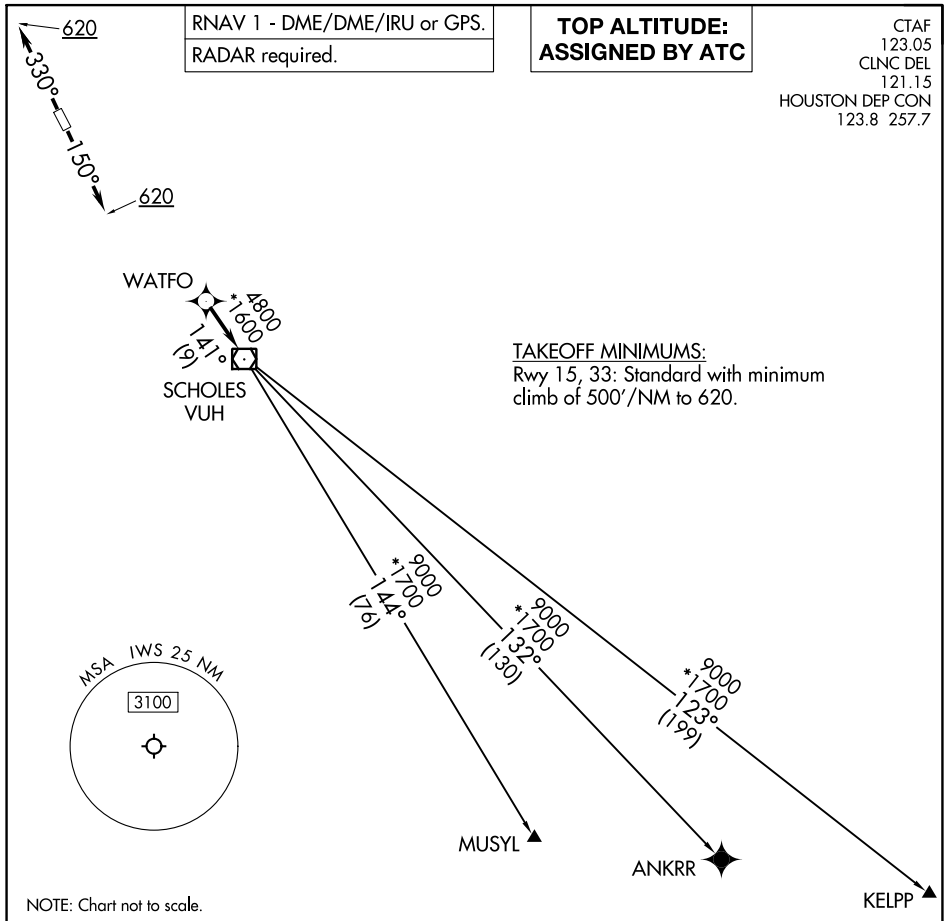 RNAV 1 - DME/DME/IRU or GPS.
RADAR required.
TOP ALTITUDE:
ASSIGNED BY ATC
CTAF
123.05
CLNC DEL
121.15
HOUSTON DEP CON
123.8 257.7
620
330°
150°
620
WATFO
4800
*1600
141°
(9)
SCHOLES
VUH
TAKEOFF MINIMUMS:
Rwy 15, 33: Standard with minimum
climb of 500'/NM to 620.
9000
*1700
144°
(76)
9000
*1700
132°
(130)
9000
*1700
123°
(199)
MSA IWS 25 NM
3100
MUSYL
ANKRR
KELPP
NOTE: Chart not to scale.